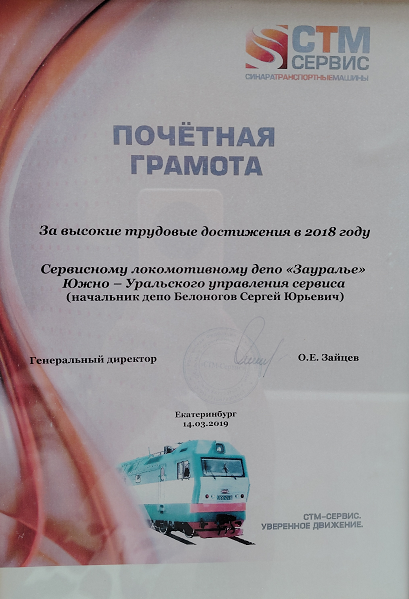 СТМ
СЕРВИС
СИНАРАТРАНСПОРТНЫЕМАШИНЫ
ПОЧЁТНАЯ
ГРАМОТА
За высокие трудовые достижения в 2018 году
Сервисному локомотивному депо «Зауралье»
Южно – Уральского управления сервиса
(начальник депо Белоногов Сергей Юрьевич)
Генеральный директор
О.Е. Зайцев
Екатеринбург
14.03.2019
СТМ-СЕРВИС.
УВЕРЕННОЕ ДВИЖЕНИЕ.